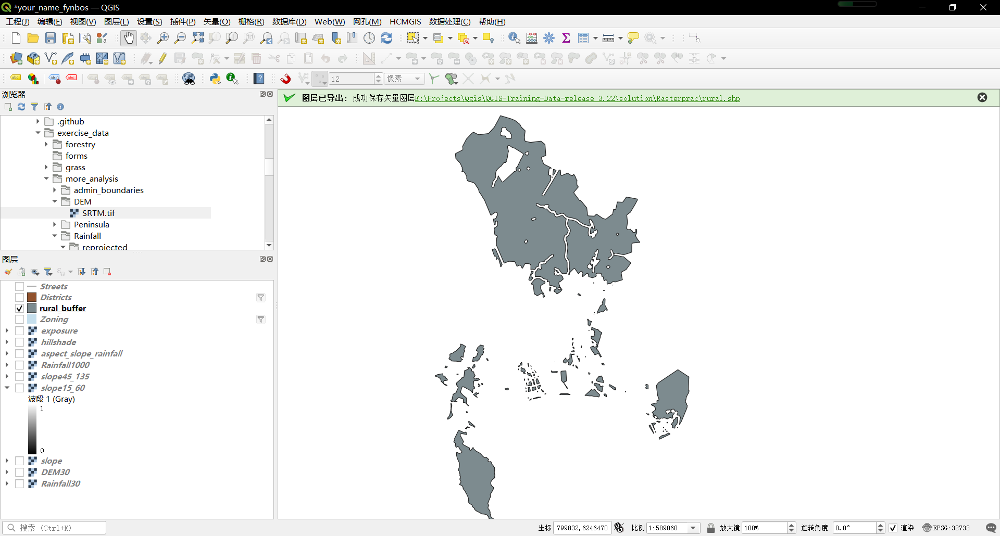 *your_name_fynbos — QGIS
工程(J) 编辑(E) 视图(V) 图层(L) 设置(S) 插件(P) 矢量(O) 栅格(R) 数据库(D) Web(W) 网孔(M) HCMGIS 数据处理(C) 帮助(H)
12 像素
浏览器
图层已导出：成功保存矢量图层E:\Projects\Qgis\QGIS-Training-Data-release 3.22\solution\Rasterprac\rural.shp
.github
exercise_data
forestry
forms
grass
more_analysis
admin_boundaries
DEM
SRTM.tif
Peninsula
Rainfall
reprojected
图层
Streets
Districts
rural_buffer
Zoning
exposure
hillshade
aspect_slope_rainfall
Rainfall1000
slope45_135
slope15_60
波段 1 (Gray)
1
0
slope
DEM30
Rainfall30
搜索 (Ctrl+K)
坐标 799832,6246470 比例 1:589060 放大镜 100% 旋转角度 0.0° 渲染 EPSG:32733